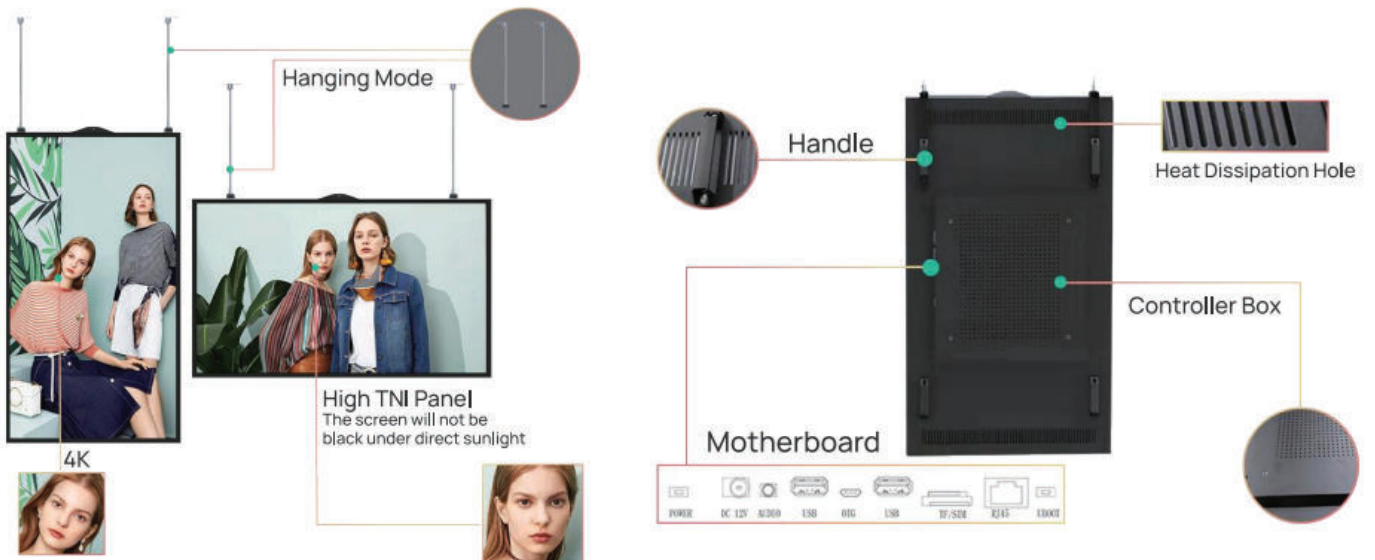 Hanging Mode
High TNI Panel
The screen will not be
black under direct sunlight
4K
Handle
Heat Dissipation Hole
Controller Box
Motherboard
POWER DC 12V AUDIO USB OTG USB TF/SIM RJ45 UBOOT